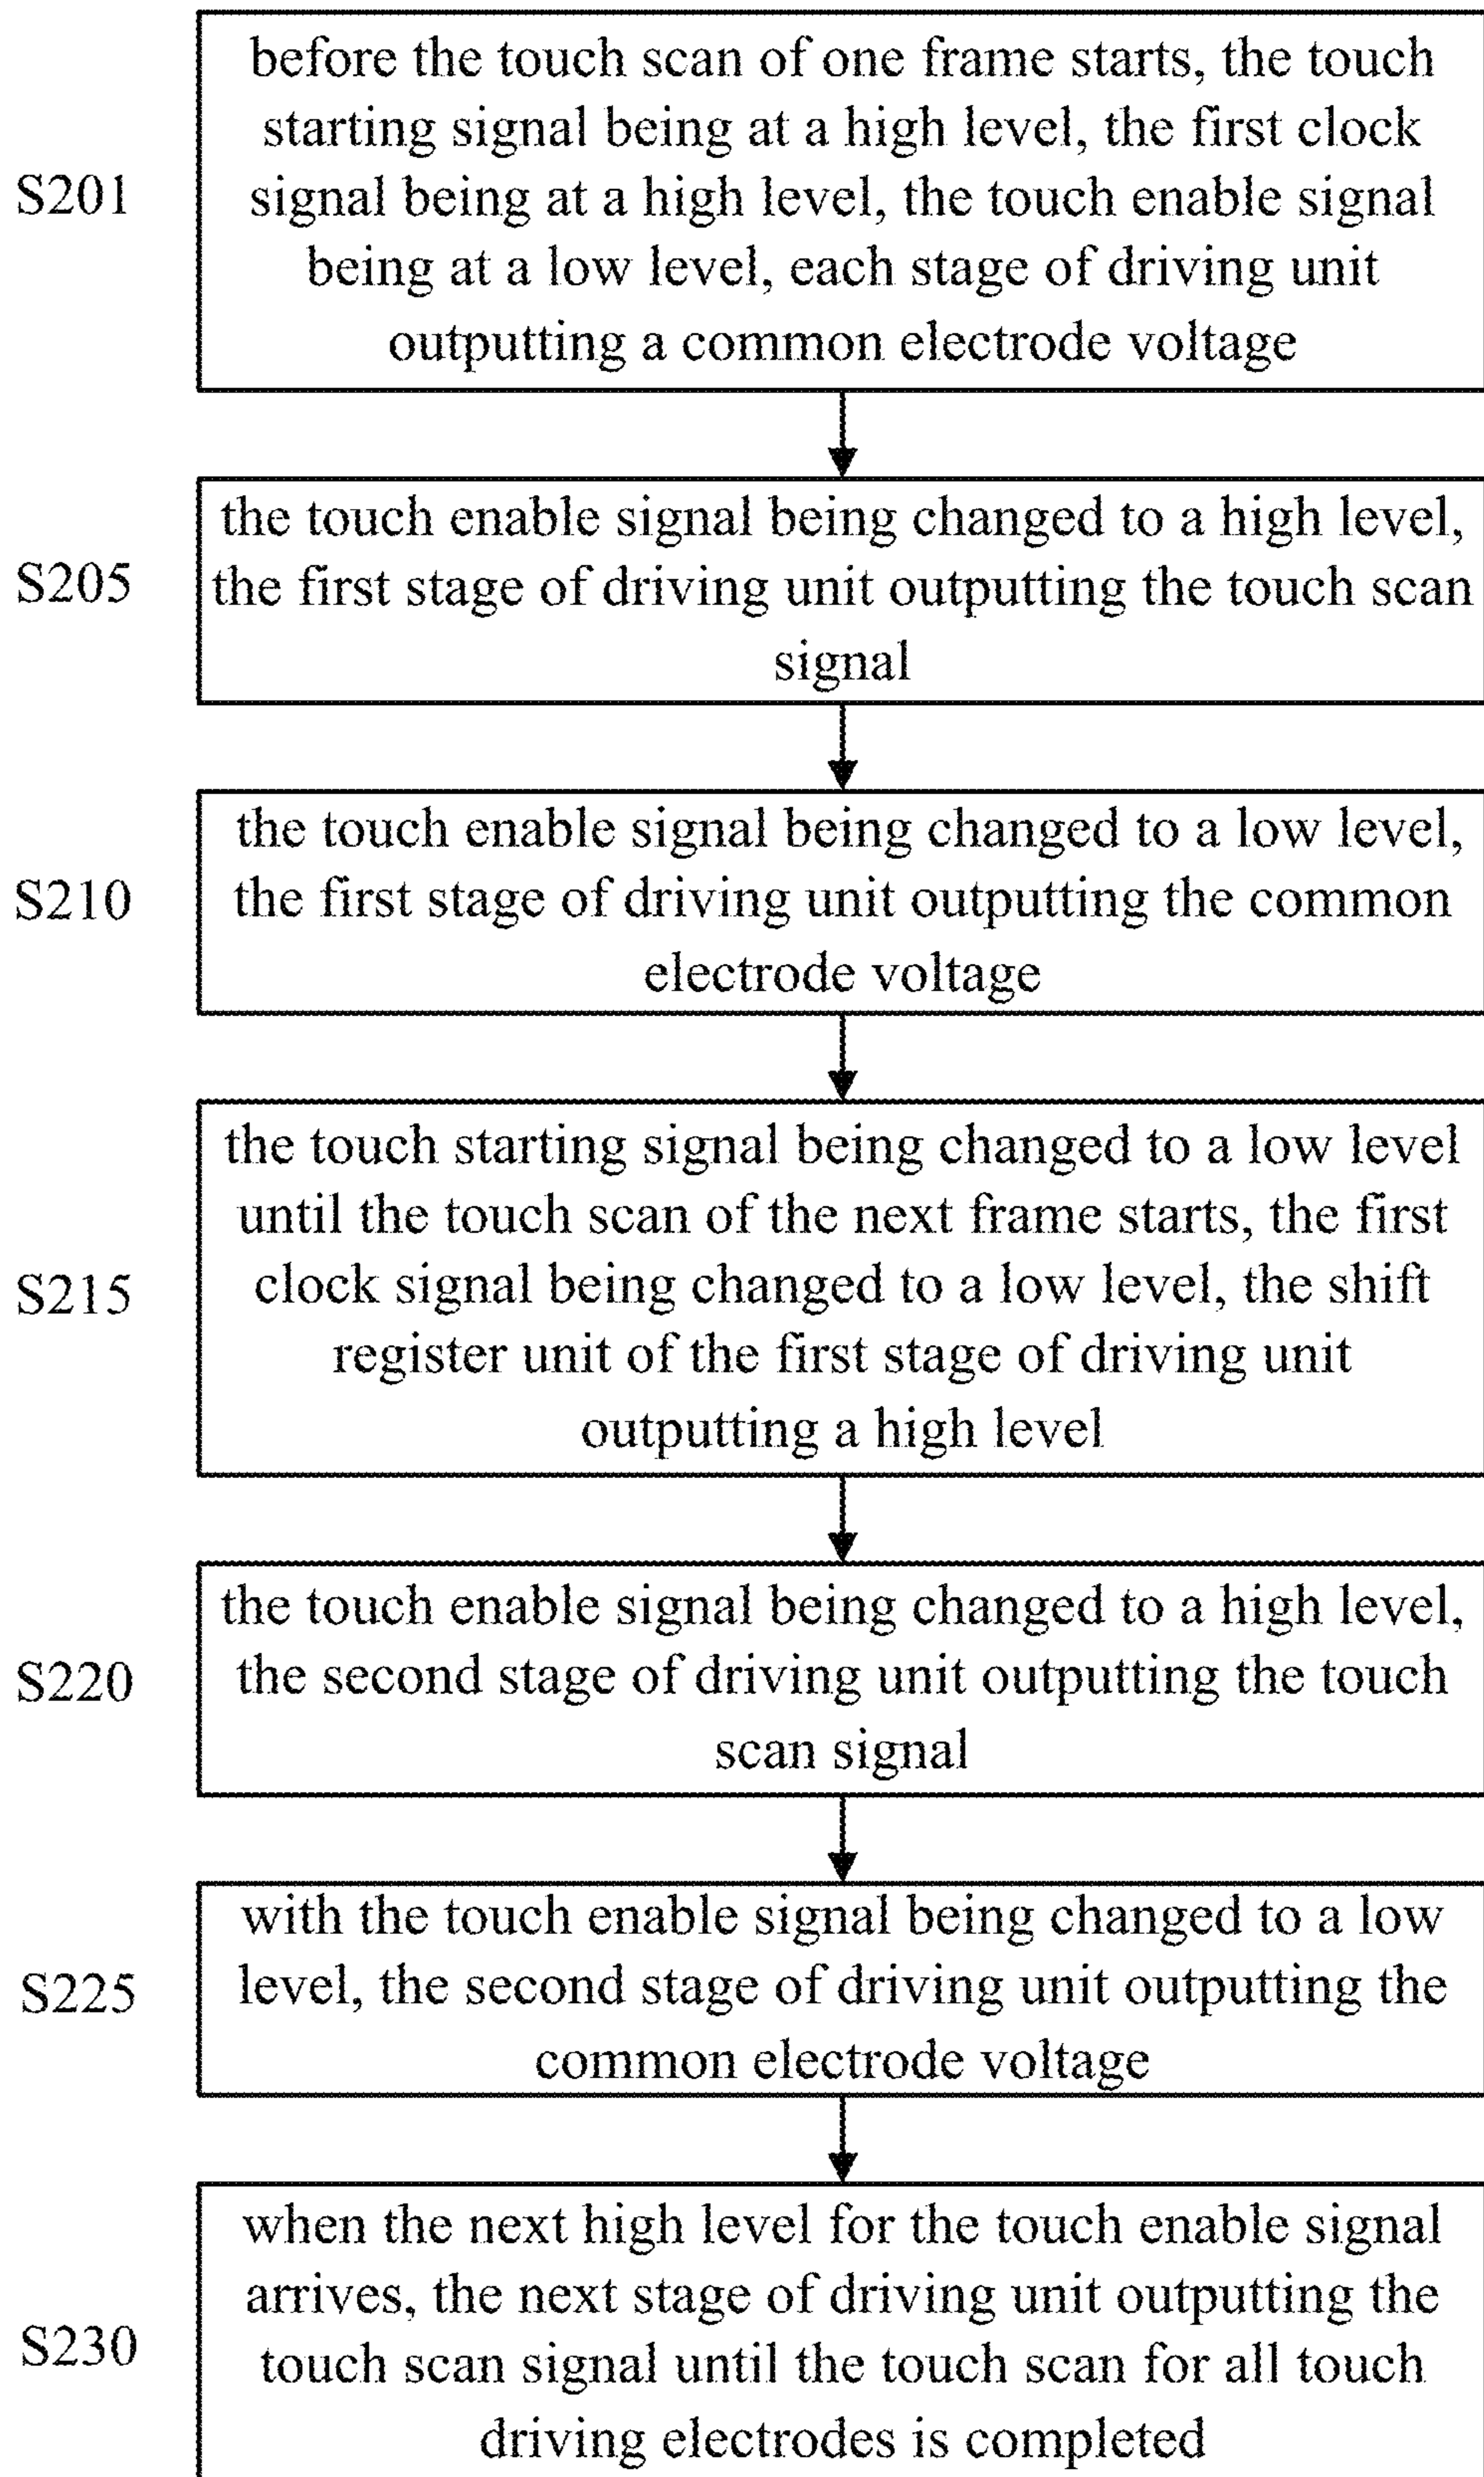 S201
before the touch scan of one frame starts, the touch
starting signal being at a high level, the first clock
signal being at a high level, the touch enable signal
being at a low level, each stage of driving unit
outputting a common electrode voltage
S205
the touch enable signal being changed to a high level,
the first stage of driving unit outputting the touch scan
signal
S210
the touch enable signal being changed to a low level,
the first stage of driving unit outputting the common
electrode voltage
S215
the touch starting signal being changed to a low level
until the touch scan of the next frame starts, the first
clock signal being changed to a low level, the shift
register unit of the first stage of driving unit
outputting a high level
S220
the touch enable signal being changed to a high level,
the second stage of driving unit outputting the touch
scan signal
S225
with the touch enable signal being changed to a low
level, the second stage of driving unit outputting the
common electrode voltage
S230
when the next high level for the touch enable signal
arrives, the next stage of driving unit outputting the
touch scan signal until the touch scan for all touch
driving electrodes is completed